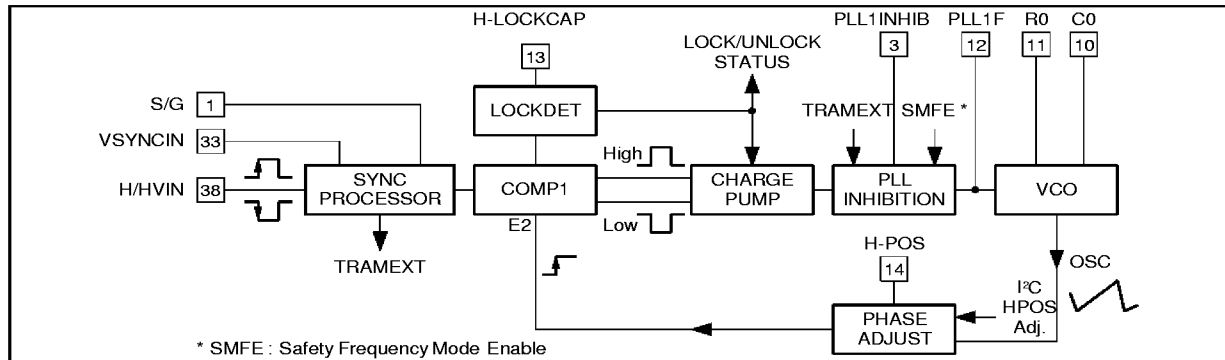 H-LOCKCAP
PLL1INHIB
PLL1F
R0
C0
13
LOCK/UNLOCK
STATUS
3
12
11
10
S/G
1
LOCKDET
TRAMEXT
SMFE *
VSYNCIN
33
High
H/HVIN
38
SYNC
PROCESSOR
COMP1
CHARGE
PUMP
PLL
INHIBITION
VCO
E2
Low
TRAMEXT
H-POS
14
OSC
I²C
HPOS
Adj.
PHASE
ADJUST
* SMFE : Safety Frequency Mode Enable